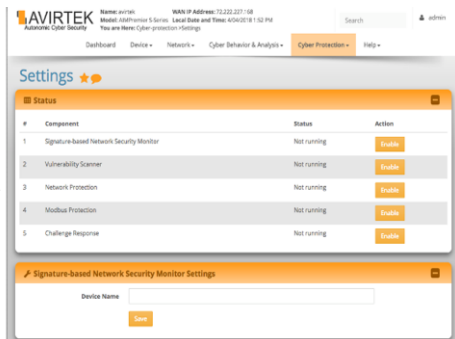 AVIRTEK
Autonomic Cyber Security
Name: avirtek WAN IP Address: 72.222.227.168
Model: AMPremier S Series Local Date and Time: 4/04/2018 1:52 PM
You are Here: Cyber-protection >Settings
Search
admin
Dashboard Device Network Cyber Behavior & Analysis Cyber Protection Help
Settings
Status
# Component Status Action
1 Signature-based Network Security Monitor Not running Enable
2 Vulnerability Scanner Not running Enable
3 Network Protection Not running Enable
4 Modbus Protection Not running Enable
5 Challenge Response Not running Enable
Signature-based Network Security Monitor Settings
Device Name
Save